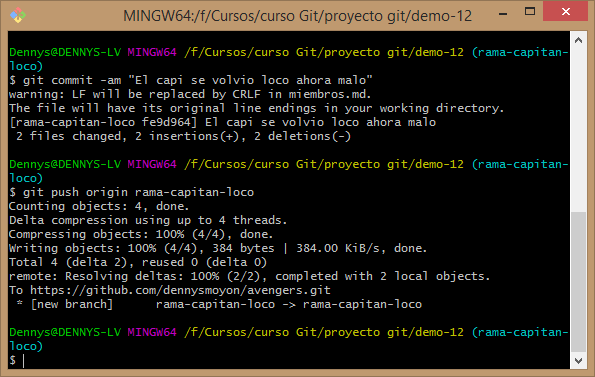 MINGW64:/f/Cursos/curso Git/proyecto git/demo-12
Dennys@DENNYS-LV MINGW64 /f/Cursos/curso Git/proyecto git/demo-12 (rama-capitan-
loco)
$ git commit -am "El capi se volvio loco ahora malo"
warning: LF will be replaced by CRLF in miembros.md.
The file will have its original line endings in your working directory.
[rama-capitan-loco fe9d964] El capi se volvio loco ahora malo
 2 files changed, 2 insertions(+), 2 deletions(-)
Dennys@DENNYS-LV MINGW64 /f/Cursos/curso Git/proyecto git/demo-12 (rama-capitan-
loco)
$ git push origin rama-capitan-loco
Counting objects: 4, done.
Delta compression using up to 4 threads.
Compressing objects: 100% (4/4), done.
Writing objects: 100% (4/4), 384 bytes | 384.00 KiB/s, done.
Total 4 (delta 2), reused 0 (delta 0)
remote: Resolving deltas: 100% (2/2), completed with 2 local objects.
To https://github.com/dennysmoyon/avengers.git
 * [new branch]      rama-capitan-loco -> rama-capitan-loco
Dennys@DENNYS-LV MINGW64 /f/Cursos/curso Git/proyecto git/demo-12 (rama-capitan-
loco)
$